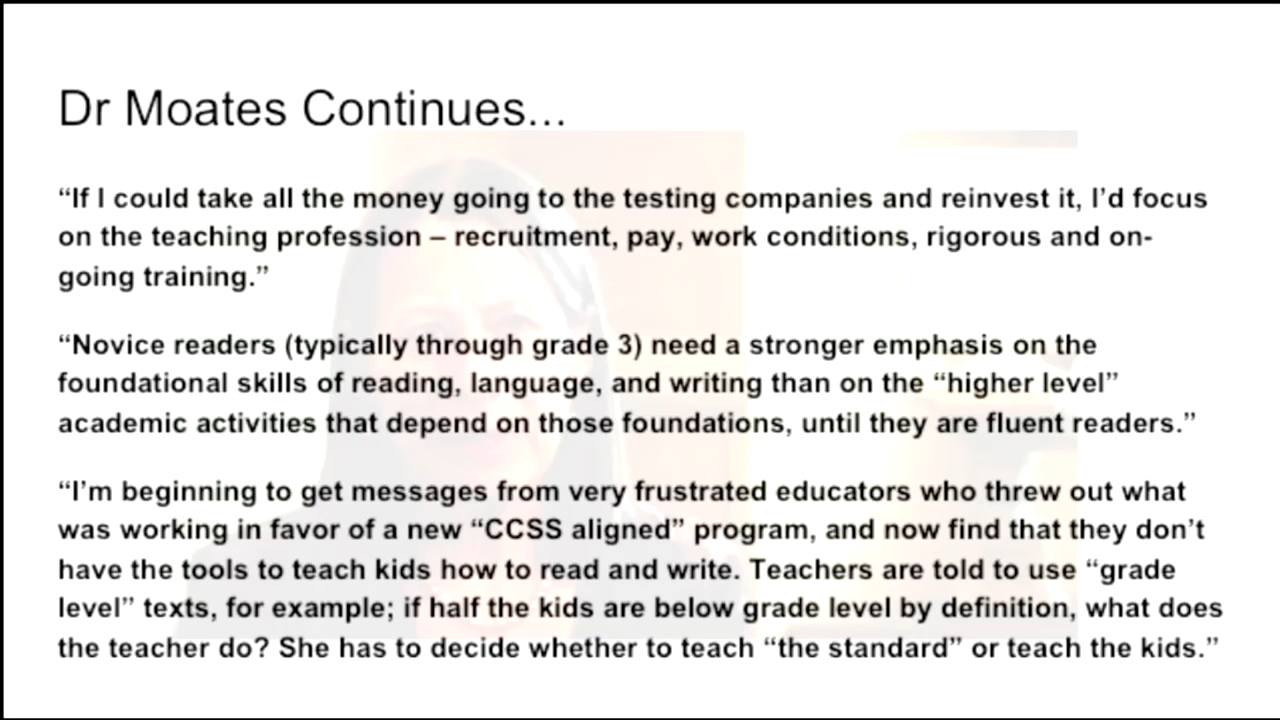 Dr Moates Continues...
“If I could take all the money going to the testing companies and reinvest it, I’d focus
on the teaching profession – recruitment, pay, work conditions, rigorous and on-
going training.”
“Novice readers (typically through grade 3) need a stronger emphasis on the
foundational skills of reading, language, and writing than on the “higher level”
academic activities that depend on those foundations, until they are fluent readers.”
“I’m beginning to get messages from very frustrated educators who threw out what
was working in favor of a new “CCSS aligned” program, and now find that they don’t
have the tools to teach kids how to read and write. Teachers are told to use “grade
level” texts, for example; if half the kids are below grade level by definition, what does
the teacher do? She has to decide whether to teach “the standard” or teach the kids.”